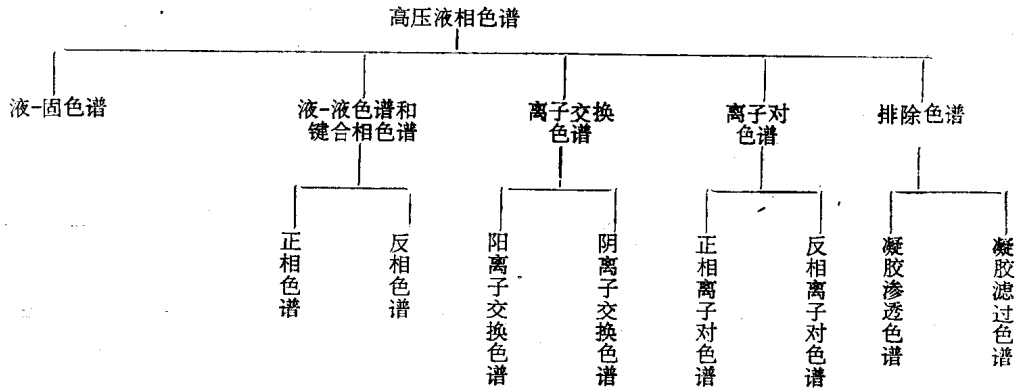 高压液相色谱
液-固色谱
液-液色谱和
键合相色谱
离子交换
色谱
离子对
色谱
排除色谱
正相色谱
反相色谱
阳离子交换色谱
阴离子交换色谱
正相离子对色谱
反相离子对色谱
凝胶渗透色谱
凝胶滤过色谱